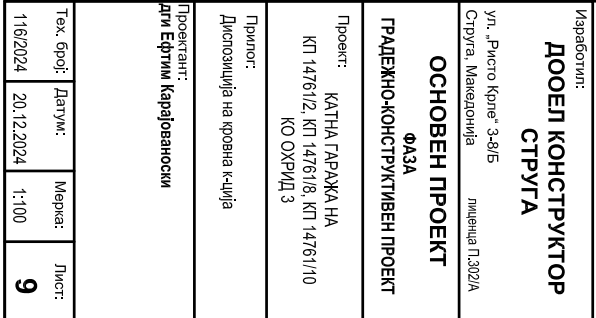 Изработил:
ДООЕЛ КОНСТРУКТОР
СТРУГА
ул. „Ристо Крле“ 3-8/Б
Струга, Македонија лиценца П.302/А
ОСНОВЕН ПРОЕКТ
ФАЗА
ГРАДЕЖНО-КОНСТРУКТИВЕН ПРОЕКТ
Проект: КАТНА ГАРАЖА НА
КП 14761/2, КП 14761/8, КП 14761/10
КО ОХРИД 3
Прилог:
Диспозиција на кровна к-ција
Проектант:
дги Ефтим Карајованоски
Тех. број: Датум: Мерка: Лист:
116/2024 20.12.2024 1:100 9